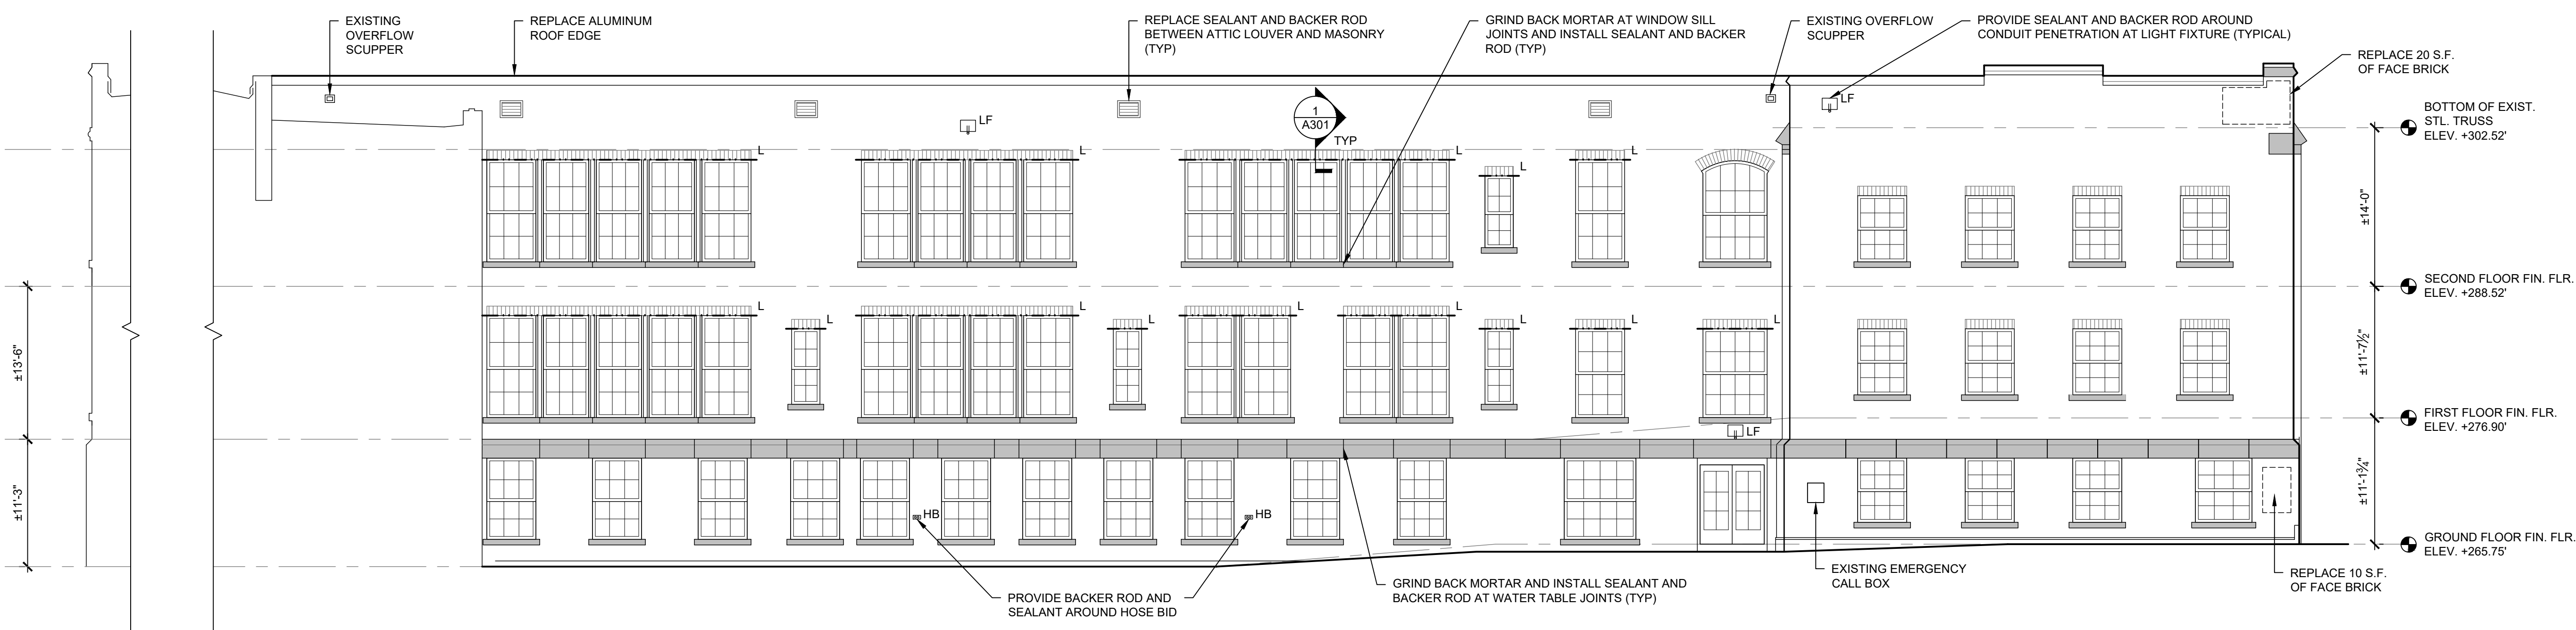 EXISTING
OVERFLOW
SCUPPER
REPLACE ALUMINUM
ROOF EDGE
REPLACE SEALANT AND BACKER ROD
BETWEEN ATTIC LOUVER AND MASONRY
(TYP)
GRIND BACK MORTAR AT WINDOW SILL
JOINTS AND INSTALL SEALANT AND BACKER
ROD (TYP)
EXISTING OVERFLOW
SCUPPER
PROVIDE SEALANT AND BACKER ROD AROUND
CONDUIT PENETRATION AT LIGHT FIXTURE (TYPICAL)
REPLACE 20 S.F.
OF FACE BRICK
LF
1
A301
TYP
LF
BOTTOM OF EXIST.
STL. TRUSS
ELEV. +302.52'
L
L
L
L
L
±14'-0"
SECOND FLOOR FIN. FLR.
ELEV. +288.52'
L
L
L
L
L
L
L
L
L
±13'-6"
±11'-7½"
FIRST FLOOR FIN. FLR.
ELEV. +276.90'
LF
±11'-3"
HB
HB
±11'-1¾"
GROUND FLOOR FIN. FLR.
ELEV. +265.75'
PROVIDE BACKER ROD AND
SEALANT AROUND HOSE BID
GRIND BACK MORTAR AND INSTALL SEALANT AND
BACKER ROD AT WATER TABLE JOINTS (TYP)
EXISTING EMERGENCY
CALL BOX
REPLACE 10 S.F.
OF FACE BRICK